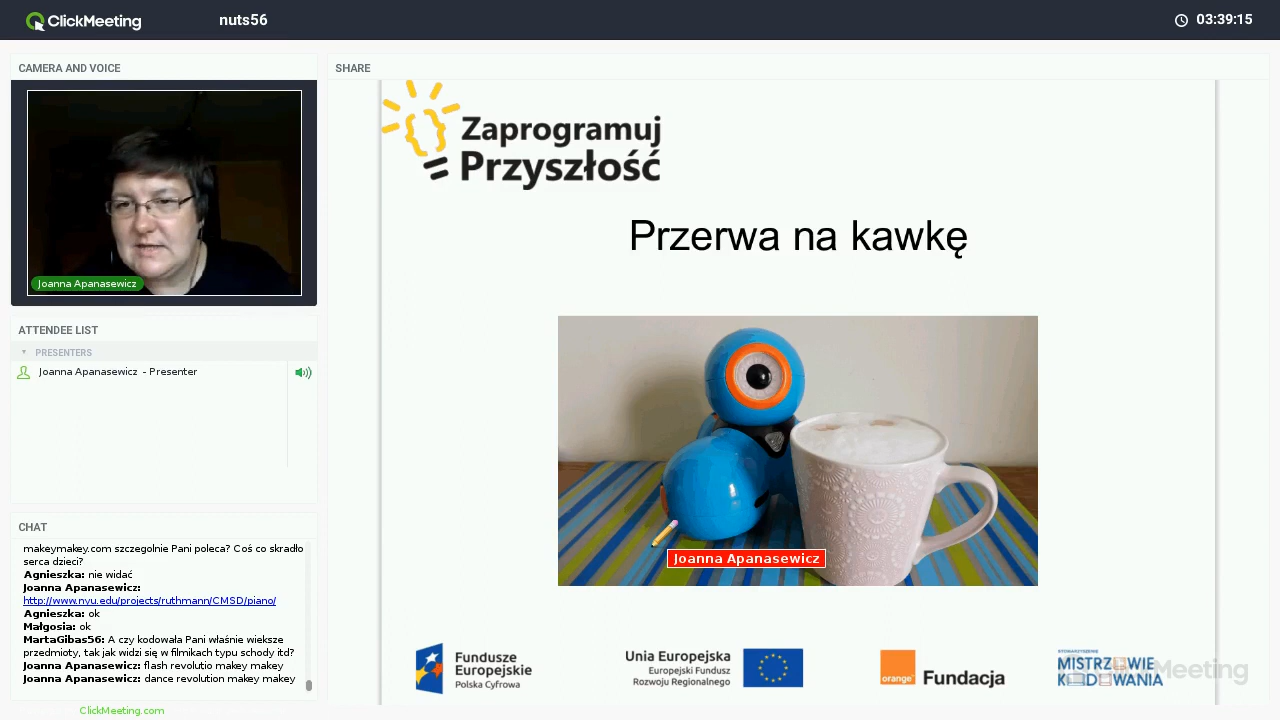 ClickMeeting
nuts56
03:39:15
CAMERA AND VOICE
Joanna Apanasewicz
ATTENDEE LIST
PRESENTERS
Joanna Apanasewicz - Presenter
CHAT
makeymakey.com szczegolnie Pani poleca? Coś co skradło
serca dzieci?
Agnieszka: nie widać
Joanna Apanasewicz:
http://www.nyu.edu/projects/ruthmann/CMSD/piano/
Agnieszka: ok
Małgosia: ok
MartaGibas56: A czy kodowała Pani właśnie wieksze
przedmioty, tak jak widzi się w filmikach typu schody itd?
Joanna Apanasewicz: flash revolutio makey makey
Joanna Apanasewicz: dance revolution makey makey
ClickMeeting.com
SHARE
Zaprogramuj
Przyszłość
Przerwa na kawkę
Joanna Apanasewicz
Fundusze
Europejskie
Polska Cyfrowa
Unia Europejska
Europejski Fundusz
Rozwoju Regionalnego
orange
Fundacja
STOWARZYSZENIE
MISTRZOWIE
KODOWANIA
ClickMeeting